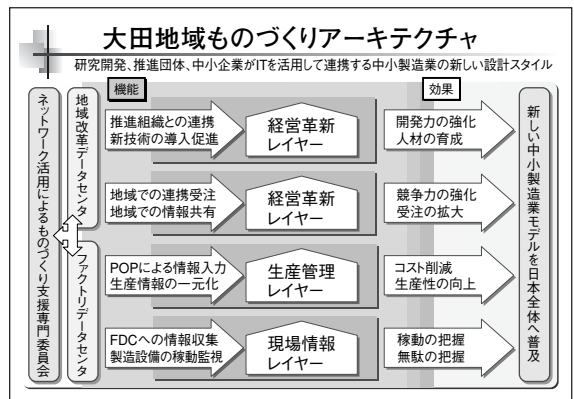 大田地域ものづくりアーキテクチャ
研究開発、推進団体、中小企業がITを活用して連携する中小製造業の新しい設計スタイル
ネットワーク活用によるものづくり支援専門委員会
地域改革データセンタ
ファクトリデータセンタ
機能
効果
推進組織との連携
新技術の導入促進
経営革新
レイヤー
開発力の強化
人材の育成
地域での連携受注
地域での情報共有
経営革新
レイヤー
競争力の強化
受注の拡大
POPによる情報入力
生産情報の一元化
生産管理
レイヤー
コスト削減
生産性の向上
FDCへの情報収集
製造設備の稼動監視
現場情報
レイヤー
稼動の把握
無駄の把握
新しい中小製造業モデルを日本全体へ普及